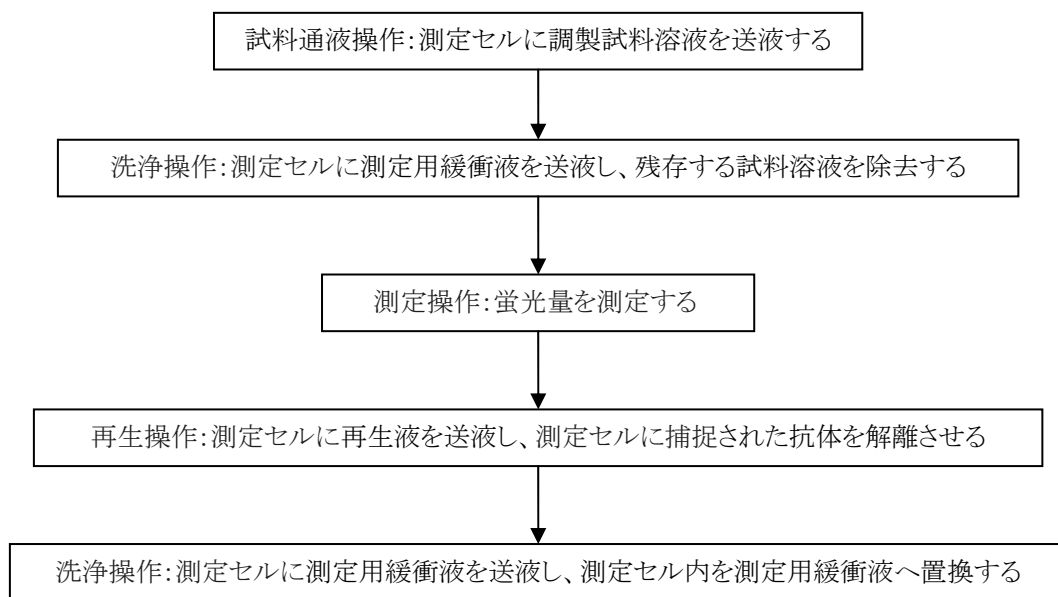 試料通液操作：測定セルに調製試料溶液を送液する
洗浄操作：測定セルに測定用緩衝液を送液し、残存する試料溶液を除去する
測定操作：蛍光量を測定する
再生操作：測定セルに再生液を送液し、測定セルに捕捉された抗体を解離させる
洗浄操作：測定セルに測定用緩衝液を送液し、測定セル内を測定用緩衝液へ置換する